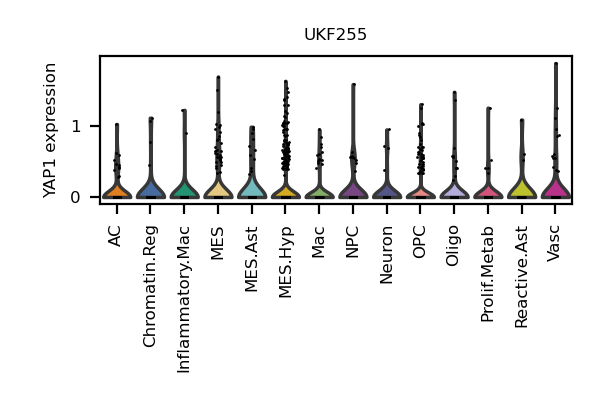 UKF255
YAP1 expression
1
0
AC
Chromatin.Reg
Inflammatory.Mac
MES
MES.Ast
MES.Hyp
Mac
NPC
Neuron
OPC
Oligo
Prolif.Metab
Reactive.Ast
Vasc